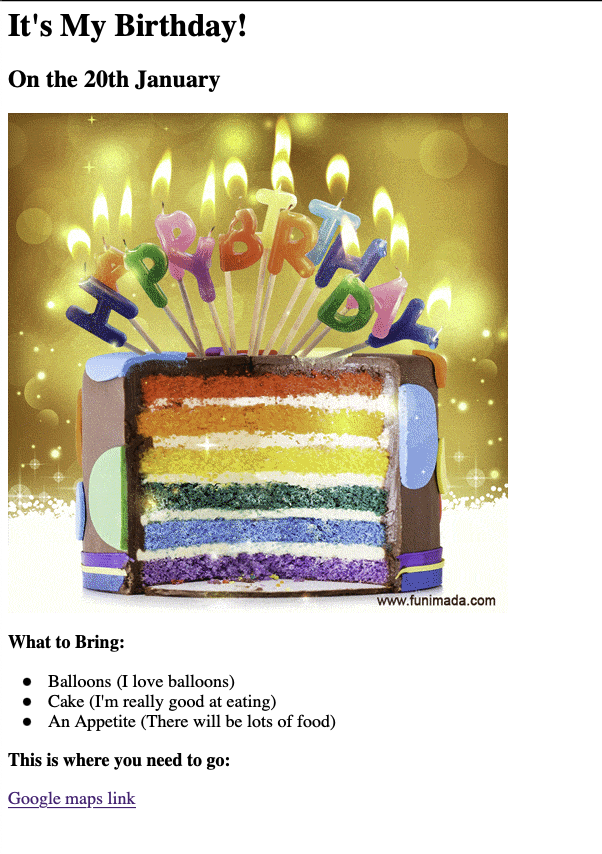 It's My Birthday!
On the 20th January
HAPPY BIRTHDAY
www.funimada.com
What to Bring:
Balloons (I love balloons)
Cake (I'm really good at eating)
An Appetite (There will be lots of food)
This is where you need to go:
Google maps link